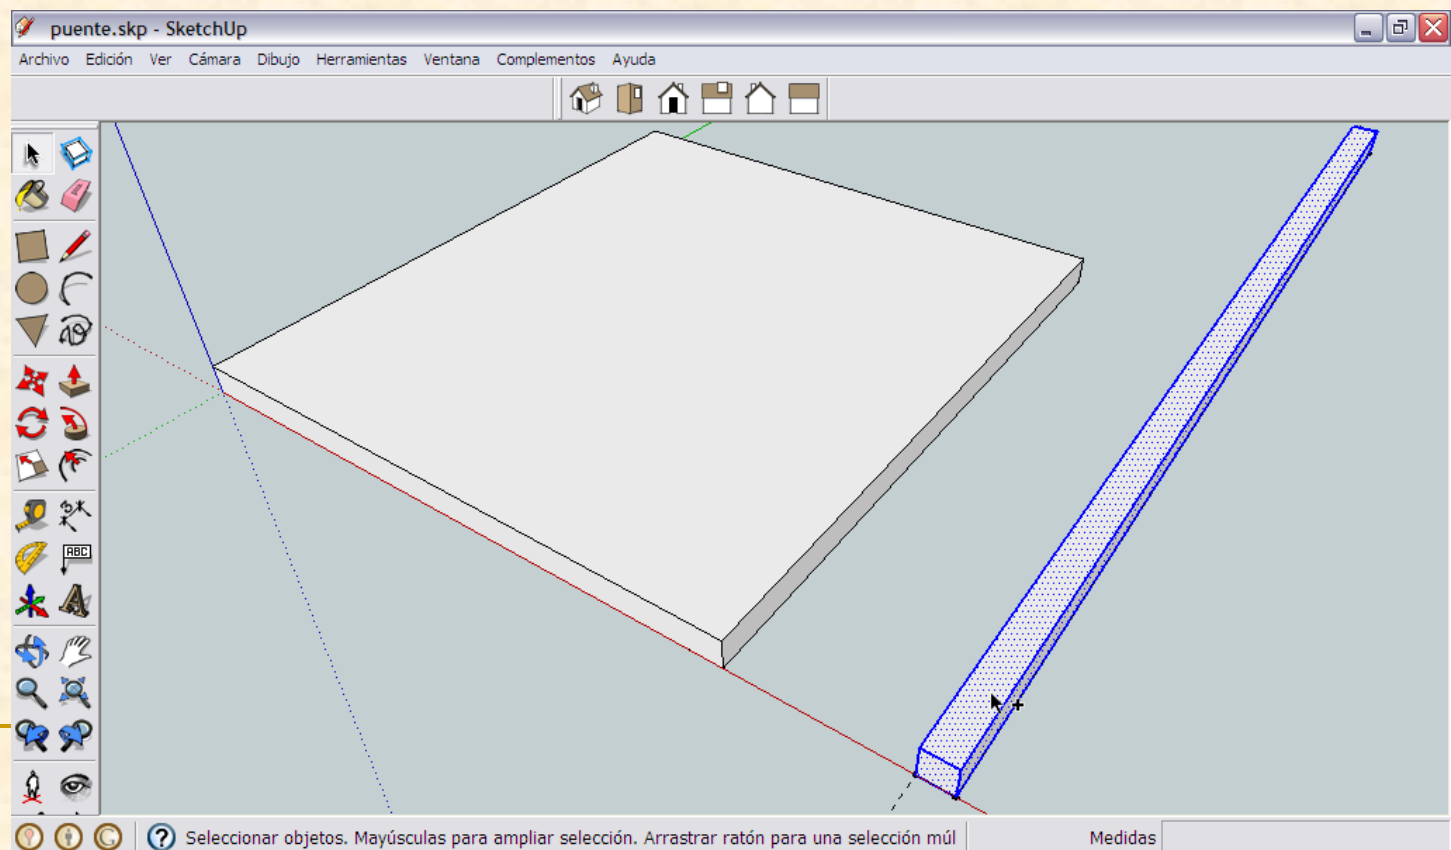 puente.skp - SketchUp
Archivo Edición Ver Cámara Dibujo Herramientas Ventana Complementos Ayuda
ABC
Seleccionar objetos. Mayúsculas para ampliar selección. Arrastrar ratón para una selección múl
Medidas